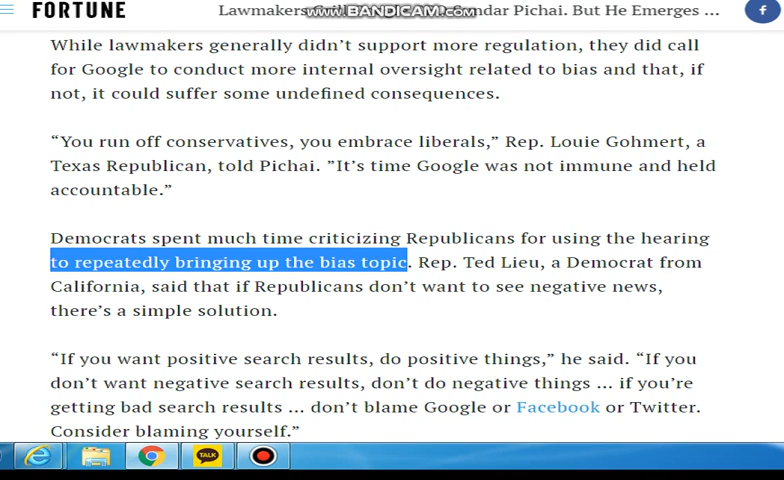 FORTUNE
Lawmakers ndar Pichai. But He Emerges ...
www.BANDICAM.com
While lawmakers generally didn’t support more regulation, they did call
for Google to conduct more internal oversight related to bias and that, if
not, it could suffer some undefined consequences.
“You run off conservatives, you embrace liberals,” Rep. Louie Gohmert, a
Texas Republican, told Pichai. ”It’s time Google was not immune and held
accountable.”
Democrats spent much time criticizing Republicans for using the hearing
to repeatedly bringing up the bias topic. Rep. Ted Lieu, a Democrat from
California, said that if Republicans don’t want to see negative news,
there’s a simple solution.
“If you want positive search results, do positive things,” he said. “If you
don’t want negative search results, don’t do negative things ... if you’re
getting bad search results ... don’t blame Google or Facebook or Twitter.
Consider blaming yourself.”
TALK